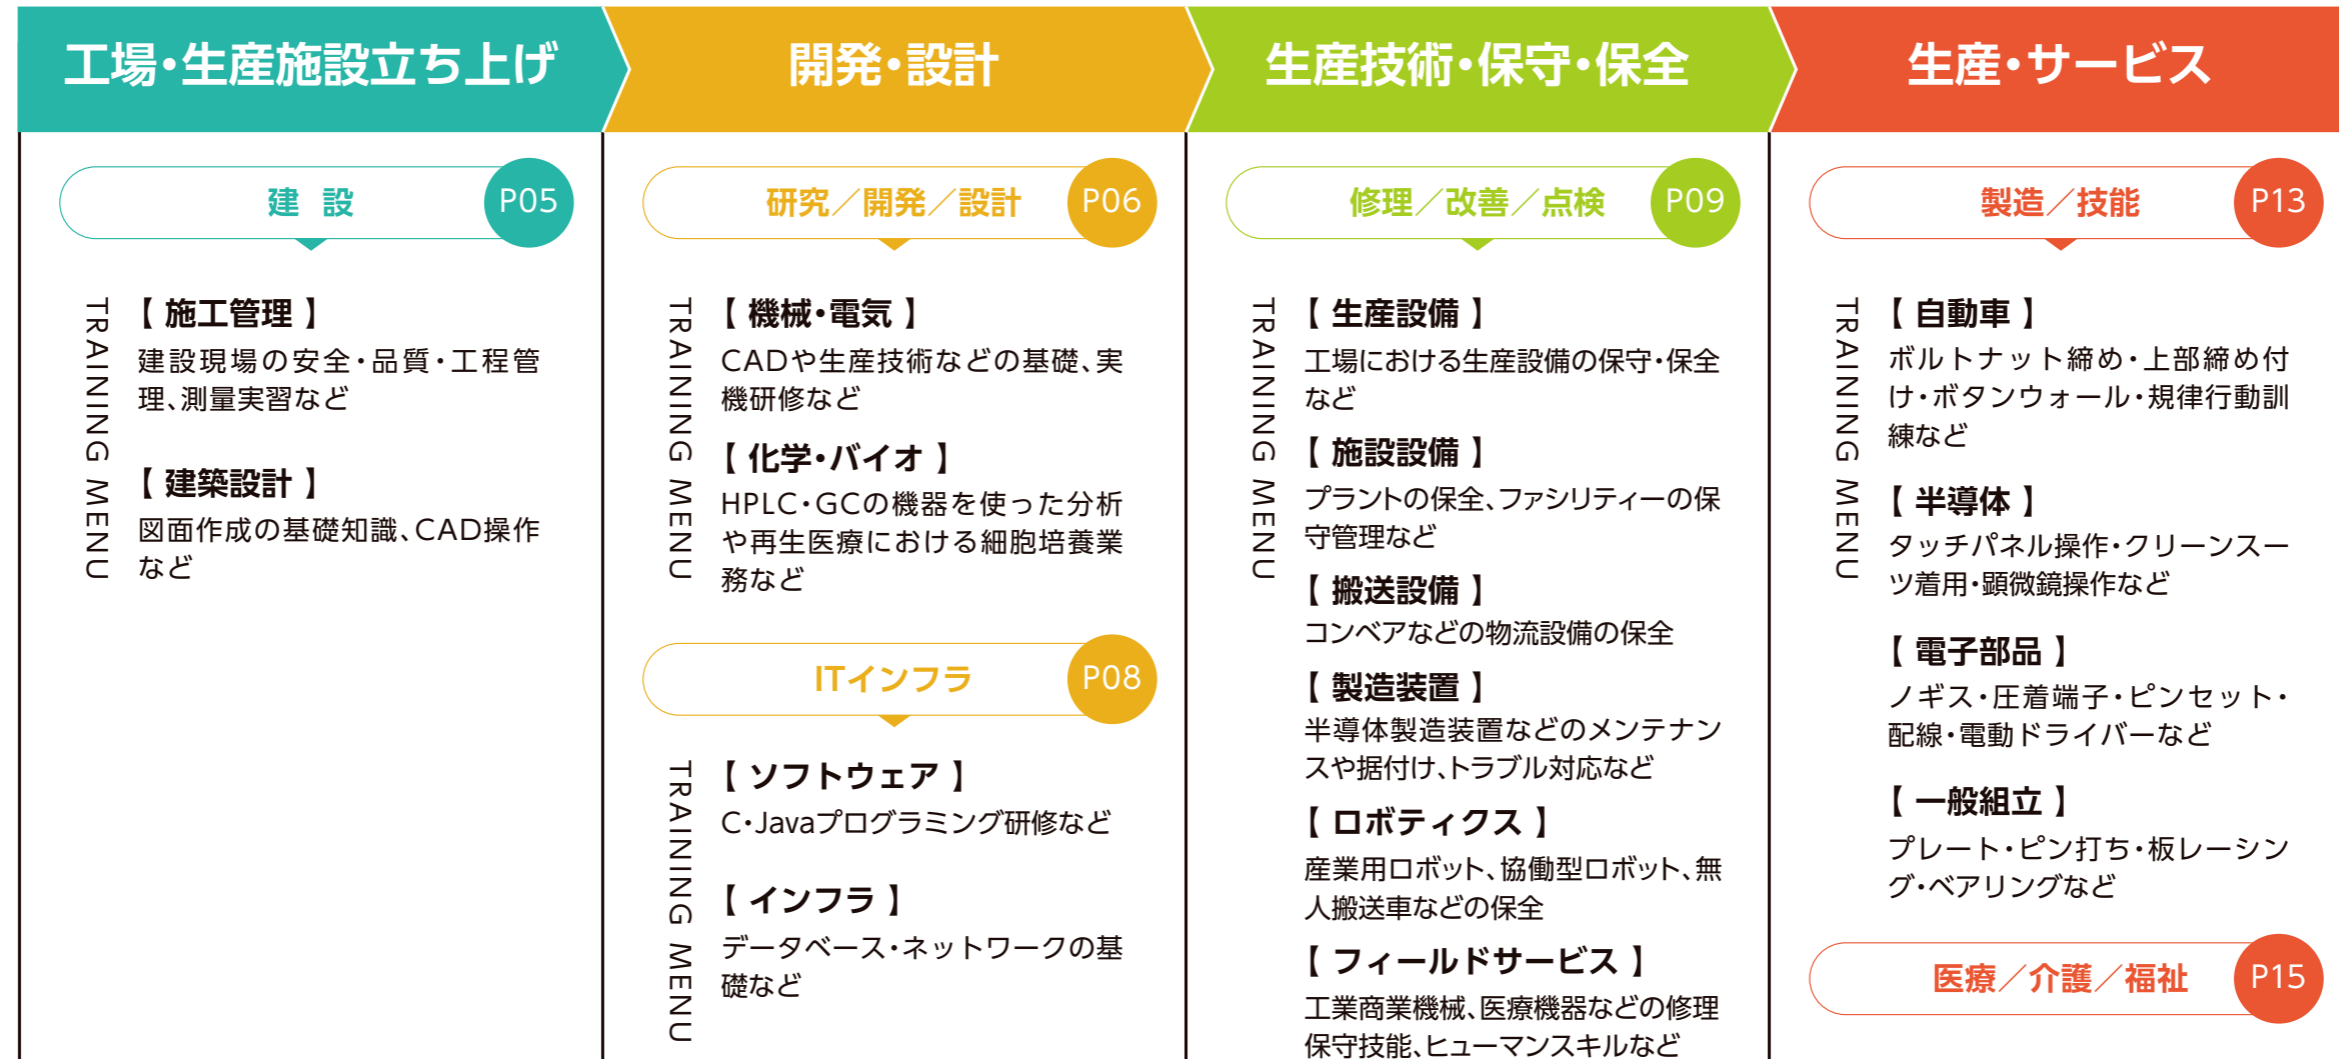 工場・生産施設立ち上げ
建 設
P05
TRAINING MENU
【 施工管理 】
建設現場の安全・品質・工程管
理、測量実習など
【 建築設計 】
図面作成の基礎知識、CAD操作
など
開発・設計
研究／開発／設計
P06
TRAINING MENU
【 機械・電気 】
CADや生産技術などの基礎、実
機研修など
【 化学・バイオ 】
HPLC・GCの機器を使った分析
や再生医療における細胞培養業
務など
ITインフラ
P08
TRAINING MENU
【 ソフトウェア 】
C・Javaプログラミング研修など
【 インフラ 】
データベース・ネットワークの基
礎など
生産技術・保守・保全
修理／改善／点検
P09
TRAINING MENU
【 生産設備 】
工場における生産設備の保守・保全
など
【 施設設備 】
プラントの保全、ファシリティーの保
守管理など
【 搬送設備 】
コンベアなどの物流設備の保全
【 製造装置 】
半導体製造装置などのメンテナン
スや据付け、トラブル対応など
【 ロボティクス 】
産業用ロボット、協働型ロボット、無
人搬送車などの保全
【 フィールドサービス 】
工業商業機械、医療機器などの修理
保守技能、ヒューマンスキルなど
生産・サービス
製造／技能
P13
TRAINING MENU
【 自動車 】
ボルトナット締め・上部締め付
け・ボタンウォール・規律行動訓
練など
【 半導体 】
タッチパネル操作・クリーンスー
ツ着用・顕微鏡操作など
【 電子部品 】
ノギス・圧着端子・ピンセット・
配線・電動ドライバーなど
【 一般組立 】
プレート・ピン打ち・板レーシン
グ・ベアリングなど
医療／介護／福祉
P15